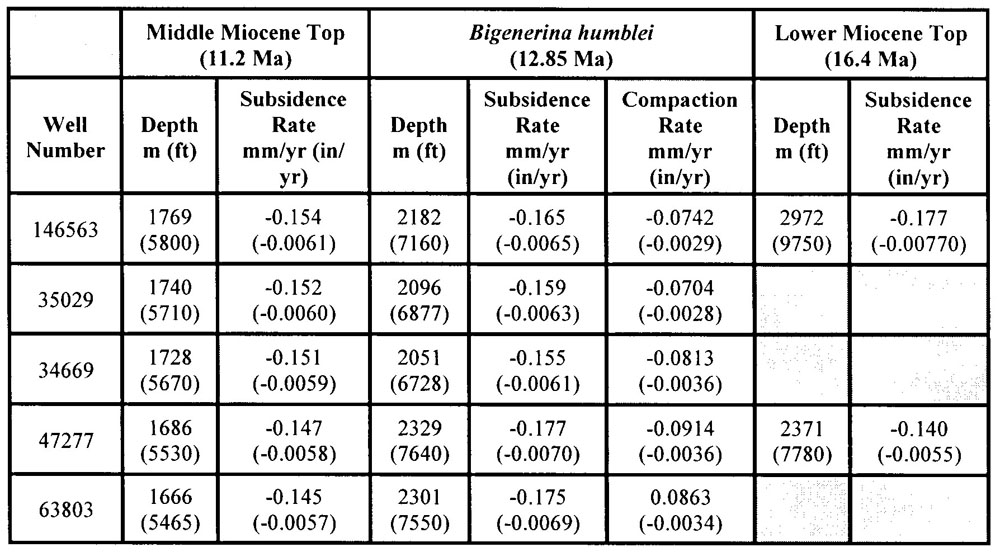 Middle Miocene Top
(11.2 Ma)
Bigenerina humblei
(12.85 Ma)
Lower Miocene Top
(16.4 Ma)
Well
Number
Depth
m (ft)
Subsidence
Rate
mm/yr (in/
yr)
Depth
m (ft)
Subsidence
Rate
mm/yr
(in/yr)
Compaction
Rate
mm/yr
(in/yr)
Depth
m (ft)
Subsidence
Rate
mm/yr
(in/yr)
146563
1769
(5800)
-0.154
(-0.0061)
2182
(7160)
-0.165
(-0.0065)
-0.0742
(-0.0029)
2972
(9750)
-0.177
(-0.00770)
35029
1740
(5710)
-0.152
(-0.0060)
2096
(6877)
-0.159
(-0.0063)
-0.0704
(-0.0028)
34669
1728
(5670)
-0.151
(-0.0059)
2051
(6728)
-0.155
(-0.0061)
-0.0813
(-0.0036)
47277
1686
(5530)
-0.147
(-0.0058)
2329
(7640)
-0.177
(-0.0070)
-0.0914
(-0.0036)
2371
(7780)
-0.140
(-0.0055)
63803
1666
(5465)
-0.145
(-0.0057)
2301
(7550)
-0.175
(-0.0069)
0.0863
(-0.0034)